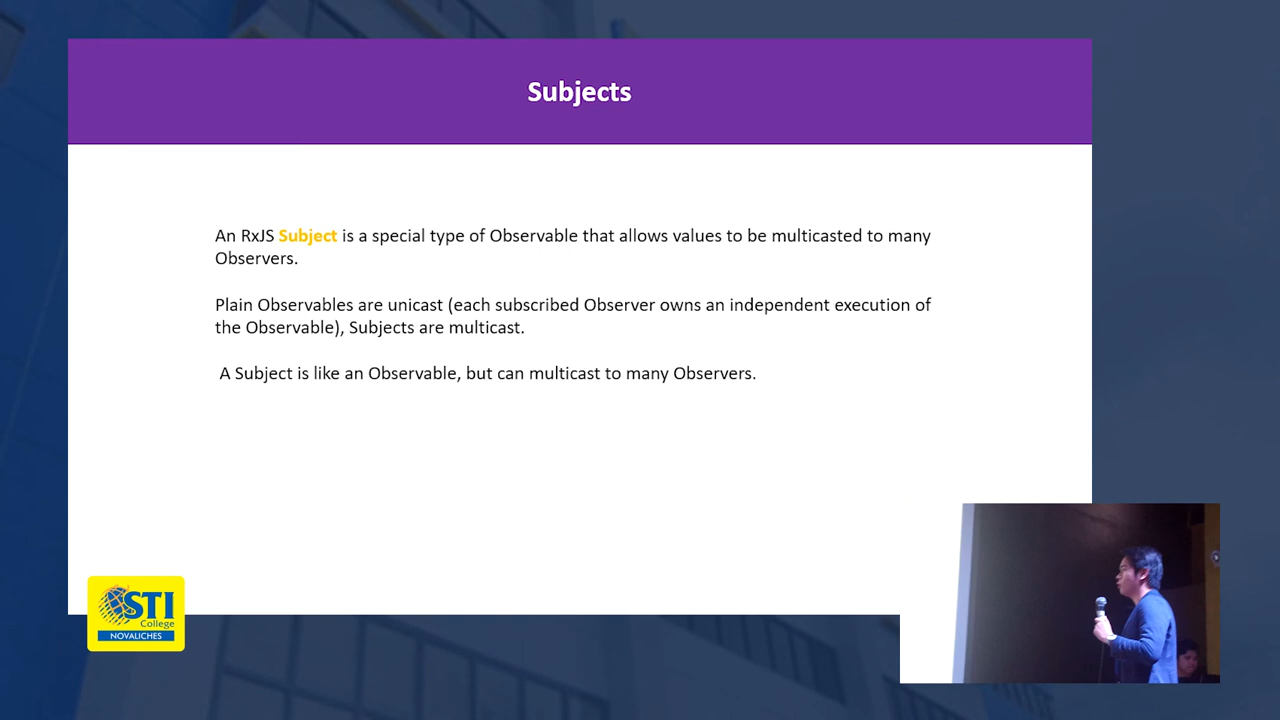 Subjects
An RxJS Subject is a special type of Observable that allows values to be multicasted to many
Observers.
Plain Observables are unicast (each subscribed Observer owns an independent execution of
the Observable), Subjects are multicast.
A Subject is like an Observable, but can multicast to many Observers.
STI
College
NOVALICHES